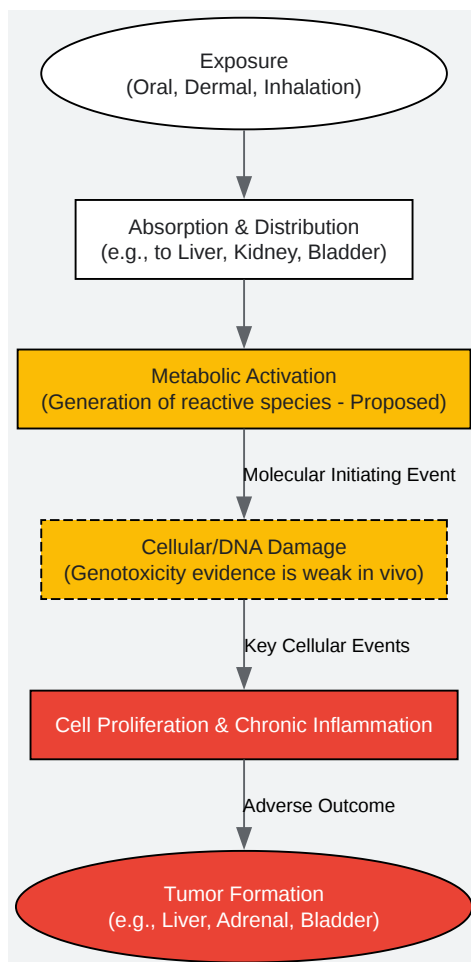 Exposure
(Oral, Dermal, Inhalation)
Absorption & Distribution
(e.g., to Liver, Kidney, Bladder)
Metabolic Activation
(Generation of reactive species - Proposed)
Molecular Initiating Event
Cellular/DNA Damage
(Genotoxicity evidence is weak in vivo)
Key Cellular Events
Cell Proliferation & Chronic Inflammation
Adverse Outcome
Tumor Formation
(e.g., Liver, Adrenal, Bladder)